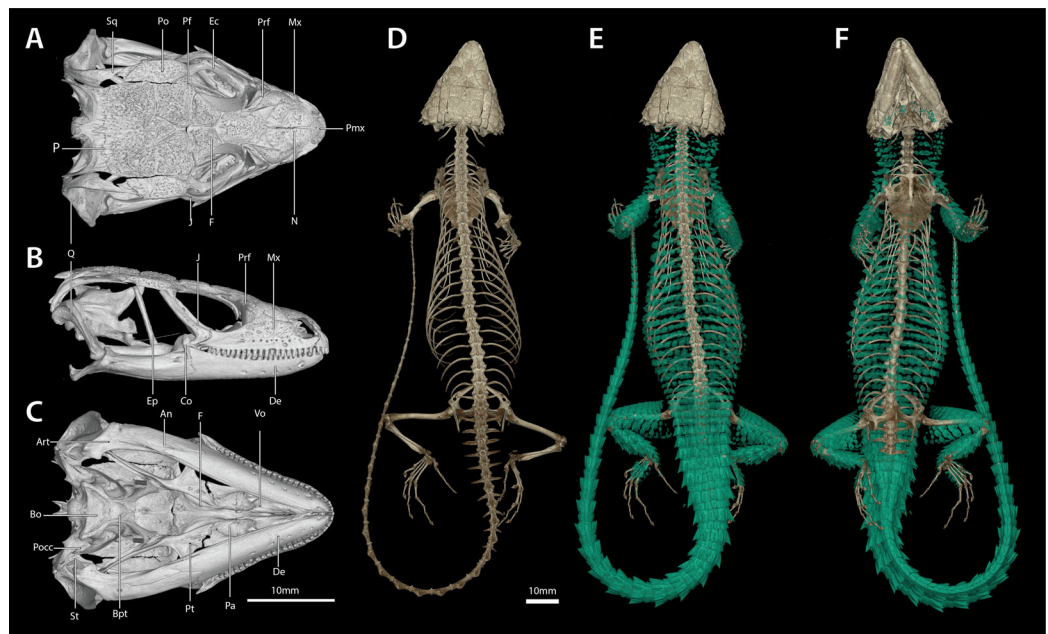 A
Sq Po Pf Ec Prf Mx
P
Pmx
Q J F N
B
J Prf Mx
Ep Co De
C
An F Vo
Art
Bo
Pocc
De
St Bpt Pt Pa
10mm
D
E
F
10mm